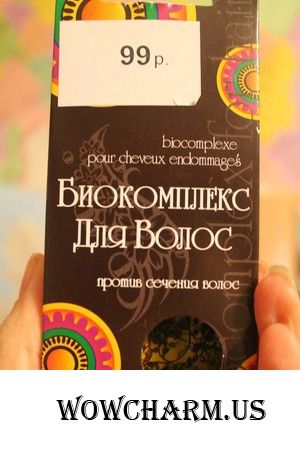 99 р.
biocomplexe
pour cheveux endommagés
Биокомплекс
Для Волос
против сечения волос
WOWCHARM.US